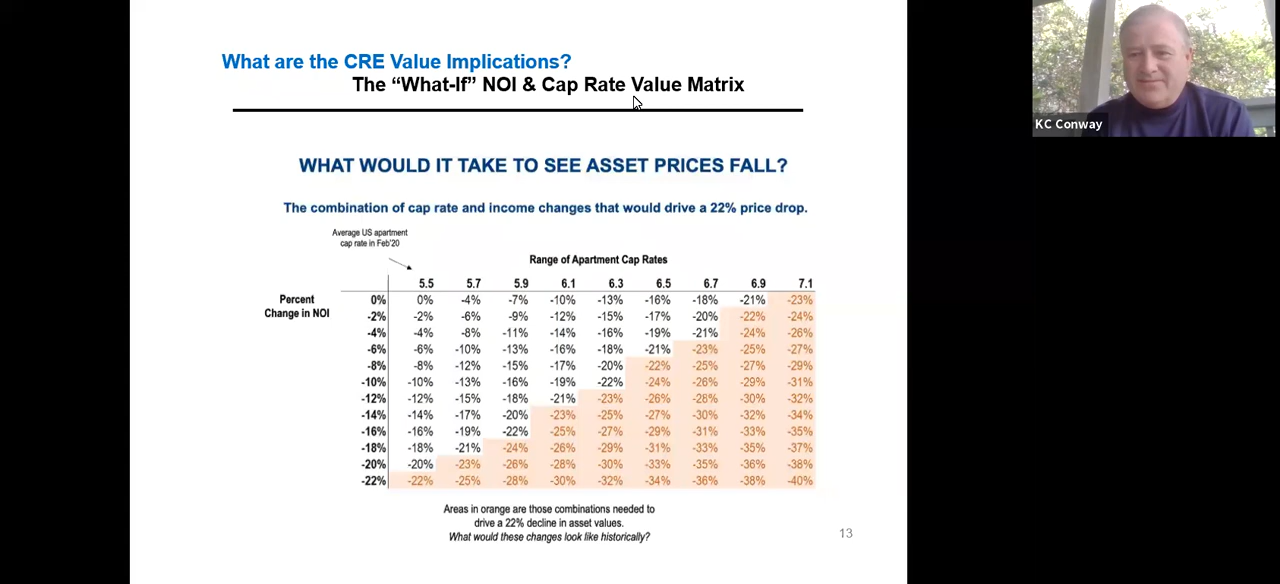 What are the CRE Value Implications?
The “What-If” NOI & Cap Rate Value Matrix
KC Conway
WHAT WOULD IT TAKE TO SEE ASSET PRICES FALL?
The combination of cap rate and income changes that would drive a 22% price drop.
Average US apartment
cap rate in Feb'20
Range of Apartment Cap Rates
5.5 5.7 5.9 6.1 6.3 6.5 6.7 6.9 7.1
Percent
Change in NOI
0% 0% -4% -7% -10% -13% -16% -18% -21% -23%
-2% -2% -6% -9% -12% -15% -17% -20% -22% -24%
-4% -4% -8% -11% -14% -16% -19% -21% -24% -26%
-6% -6% -10% -13% -16% -18% -21% -23% -25% -27%
-8% -8% -12% -15% -17% -20% -22% -25% -27% -29%
-10% -10% -13% -16% -19% -22% -24% -26% -29% -31%
-12% -12% -15% -18% -21% -23% -26% -28% -30% -32%
-14% -14% -17% -20% -23% -25% -27% -30% -32% -34%
-16% -16% -19% -22% -25% -27% -29% -31% -33% -35%
-18% -18% -21% -24% -26% -29% -31% -33% -35% -37%
-20% -20% -23% -26% -28% -30% -33% -35% -36% -38%
-22% -22% -25% -28% -30% -32% -34% -36% -38% -40%
Areas in orange are those combinations needed to
drive a 22% decline in asset values.
What would these changes look like historically?
13